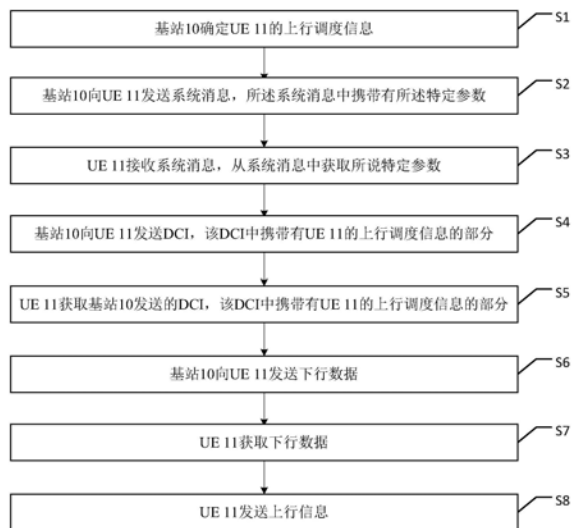 基站10确定UE 11的上行调度信息
S1
基站10向UE 11发送系统消息，所述系统消息中携带有所述特定参数
S2
UE 11接收系统消息，从系统消息中获取所说特定参数
S3
基站10向UE 11发送DCI，该DCI中携带有UE 11的上行调度信息的部分
S4
UE 11获取基站10发送的DCI，该DCI中携带有UE 11的上行调度信息的部分
S5
基站10向UE 11发送下行数据
S6
UE 11获取下行数据
S7
UE 11发送上行信息
S8